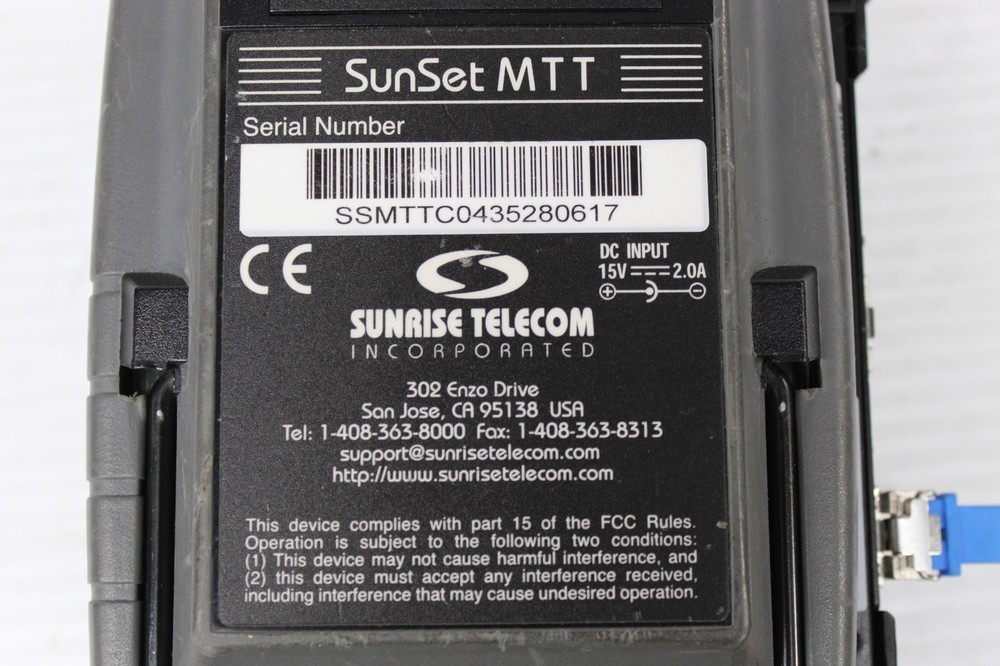 SunSet MTT
Serial Number
SSMTTC0435280617
CE
DC INPUT
15V 2.0A
SUNRISE TELECOM
INCORPORATED
302 Enzo Drive
San Jose, CA 95138 USA
Tel: 1-408-363-8000 Fax: 1-408-363-8313
support@sunrisetelecom.com
http://www.sunrisetelecom.com
This device complies with part 15 of the FCC Rules.
Operation is subject to the following two conditions:
(1) This device may not cause harmful interference, and
(2) this device must accept any interference received,
including interference that may cause undesired operation.